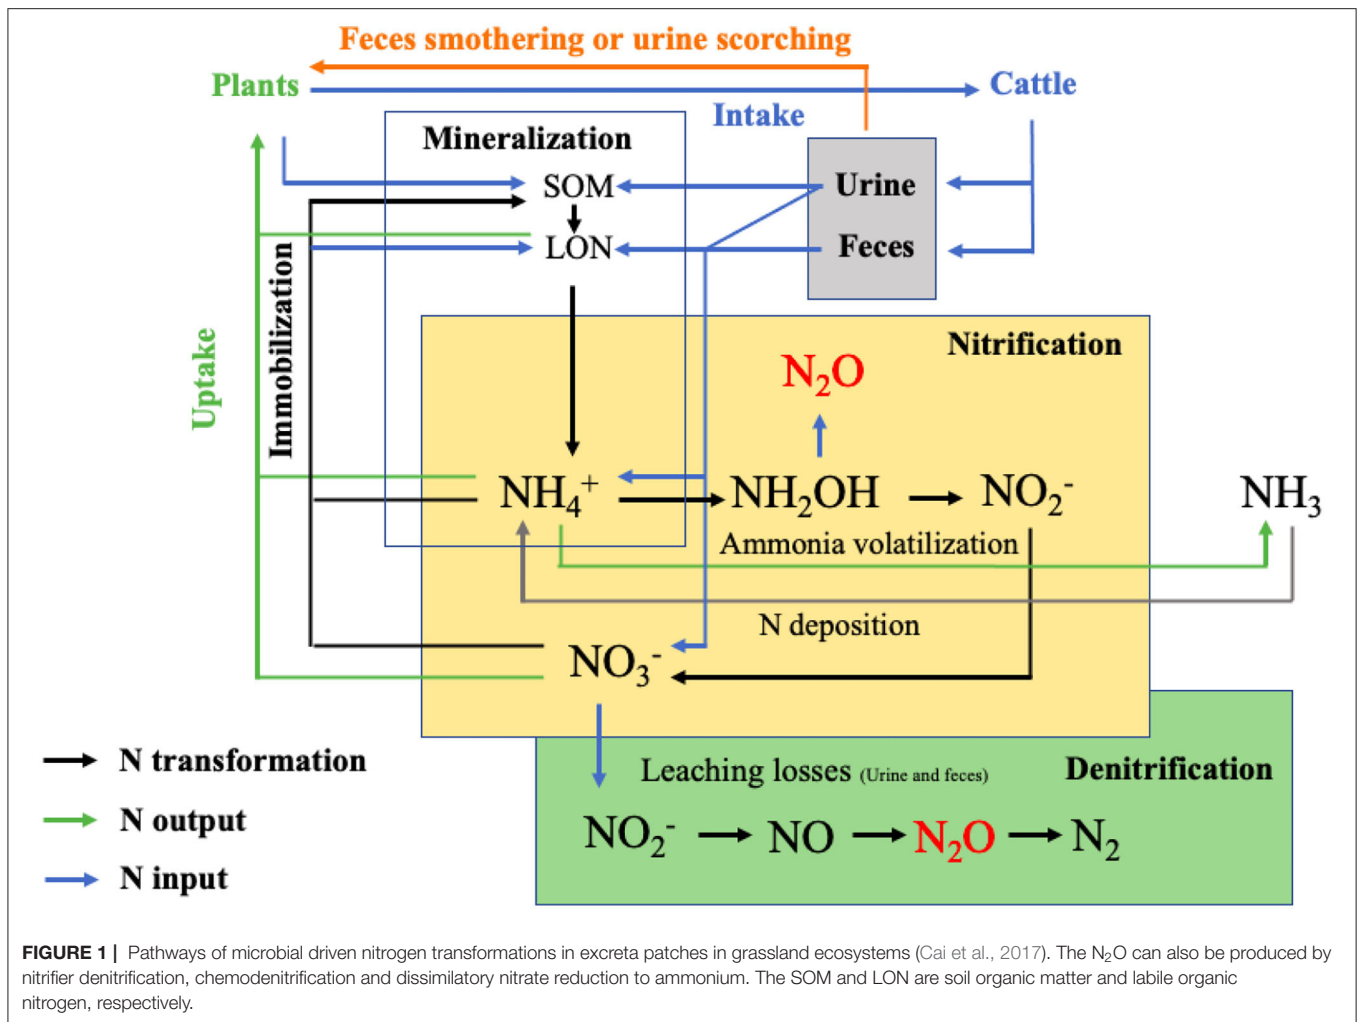 Feces smothering or urine scorching
Plants
Cattle
Intake
Mineralization
SOM
Urine
LON
Feces
Uptake
Immobilization
Nitrification
N₂O
NH₄⁺
NH₂OH
NO₂⁻
NH₃
Ammonia volatilization
N deposition
NO₃⁻
N transformation
N output
N input
Leaching losses (Urine and feces)
Denitrification
NO₂⁻
NO
N₂O
N₂
FIGURE 1 | Pathways of microbial driven nitrogen transformations in excreta patches in grassland ecosystems (Cai et al., 2017). The N₂O can also be produced by
nitrifier denitrification, chemodenitrification and dissimilatory nitrate reduction to ammonium. The SOM and LON are soil organic matter and labile organic
nitrogen, respectively.